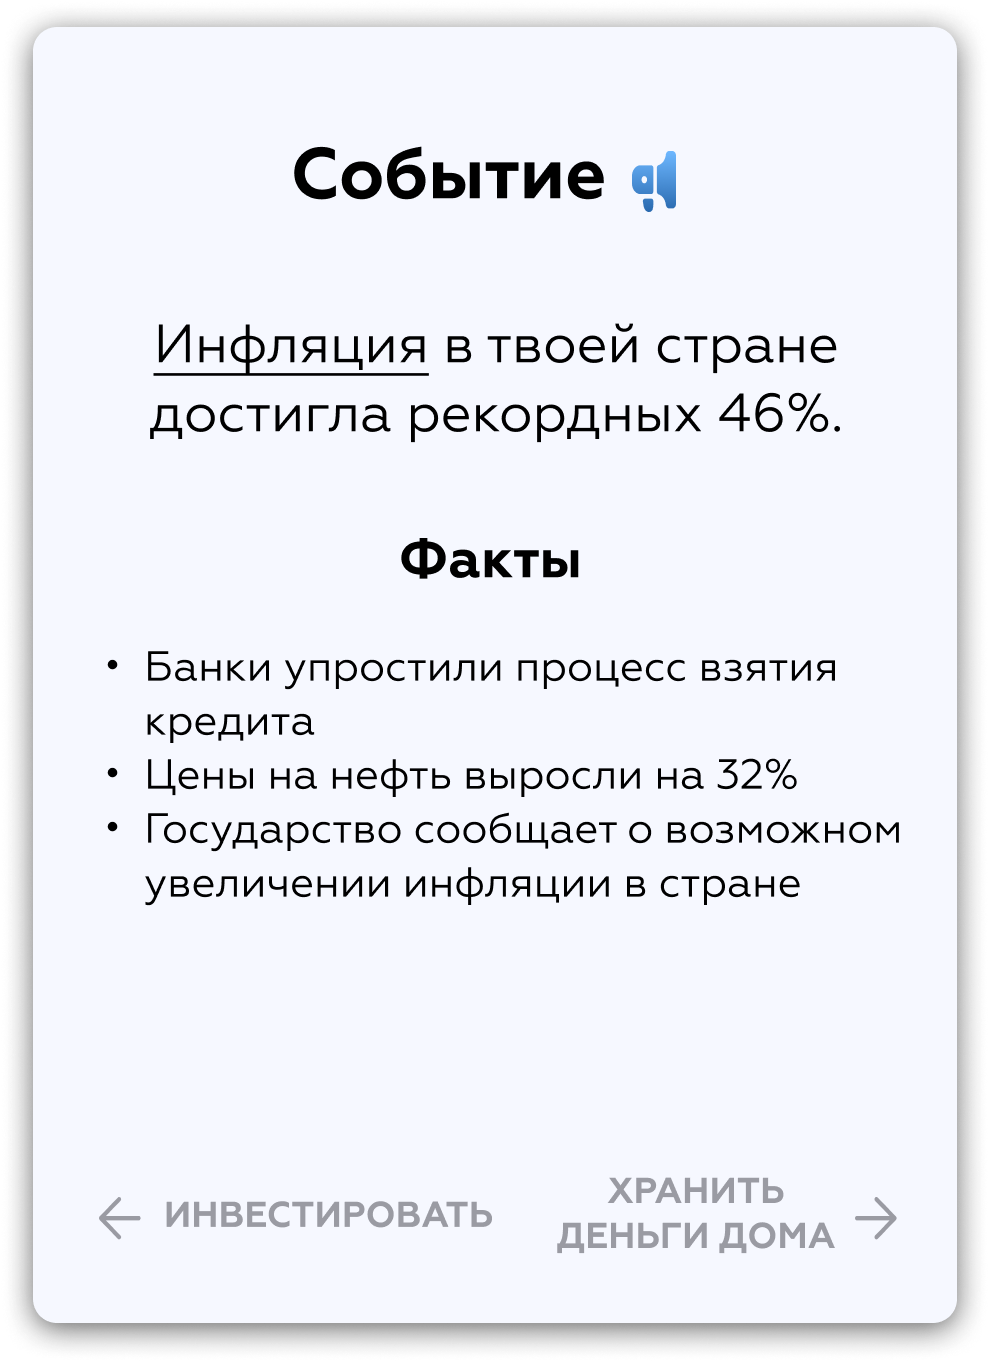 Событие
Инфляция в твоей стране
достигла рекордных 46%.
Факты
• Банки упростили процесс взятия
кредита
• Цены на нефть выросли на 32%
• Государство сообщает о возможном
увеличении инфляции в стране
← ИНВЕСТИРОВАТЬ
ХРАНИТЬ
ДЕНЬГИ ДОМА →